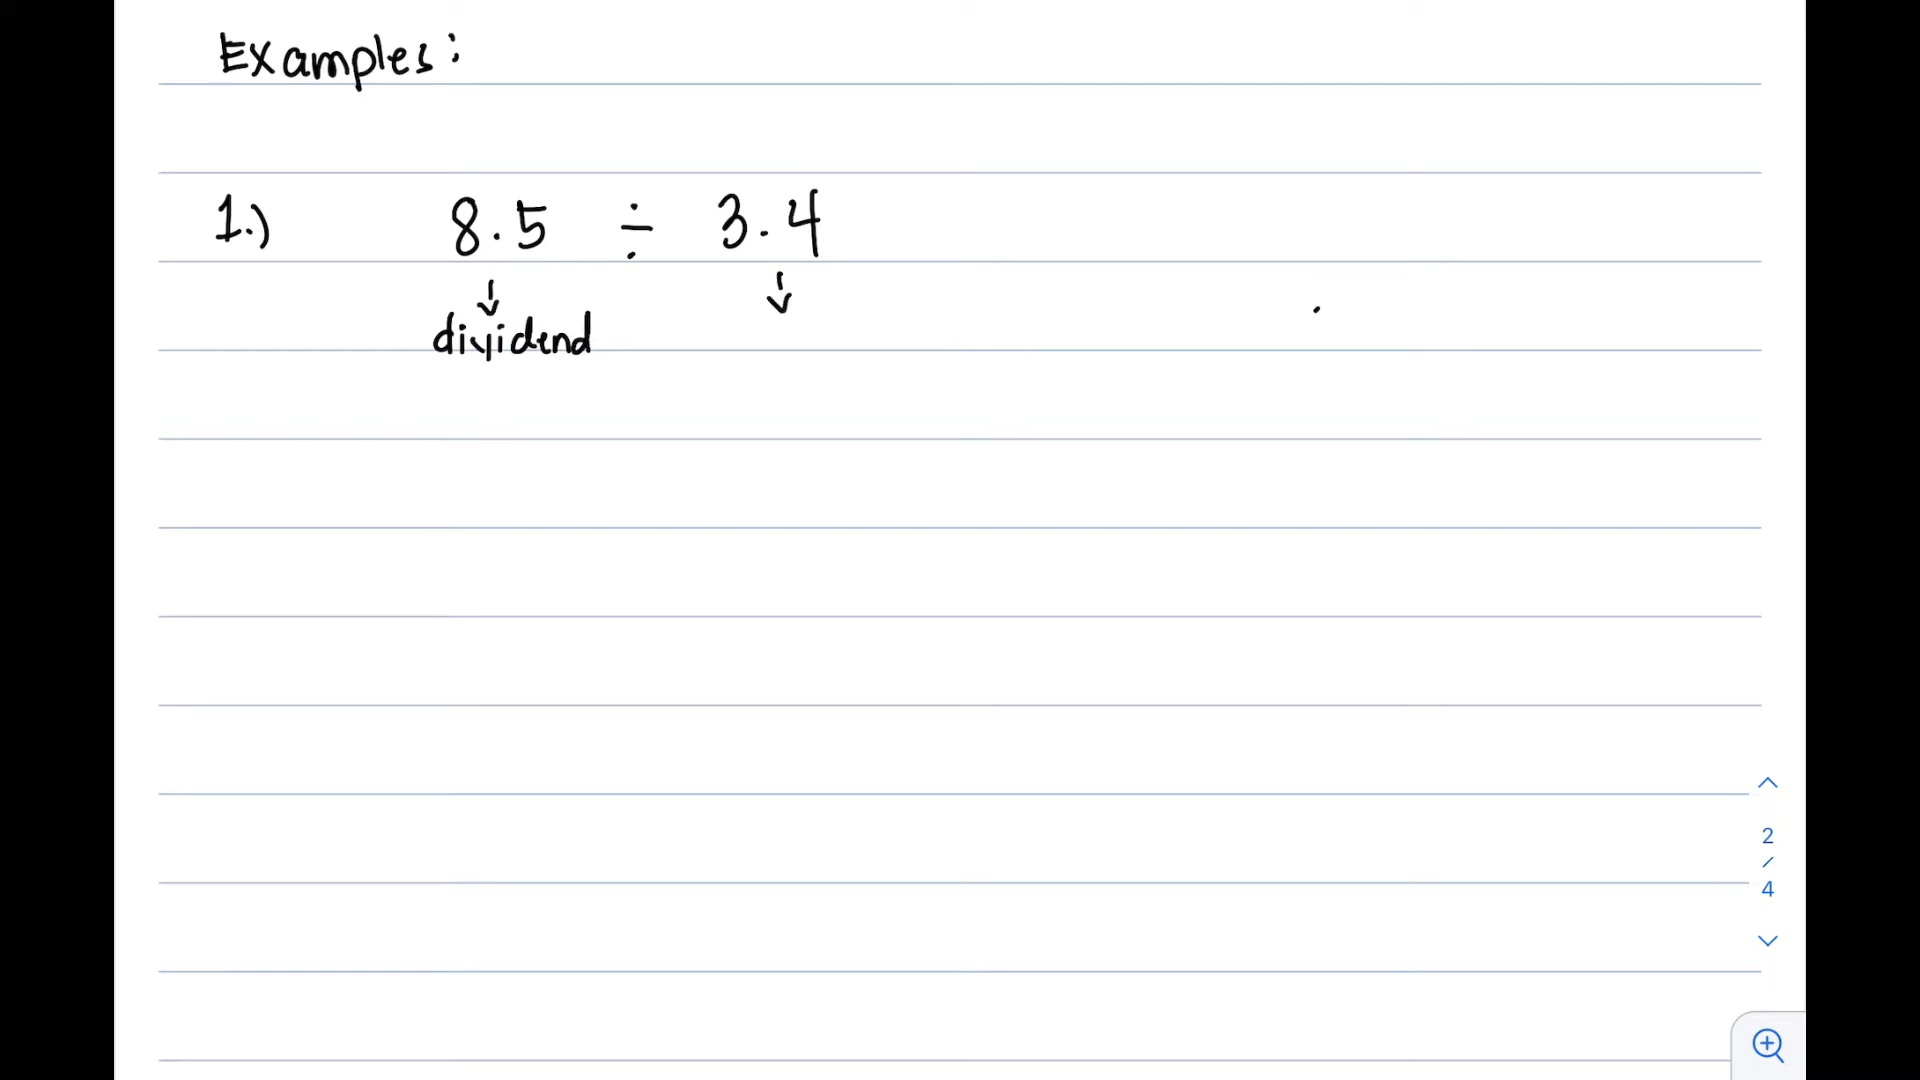 Examples:
1.) 8.5 ÷ 3.4
↓ ↓
dividend
2
/
4